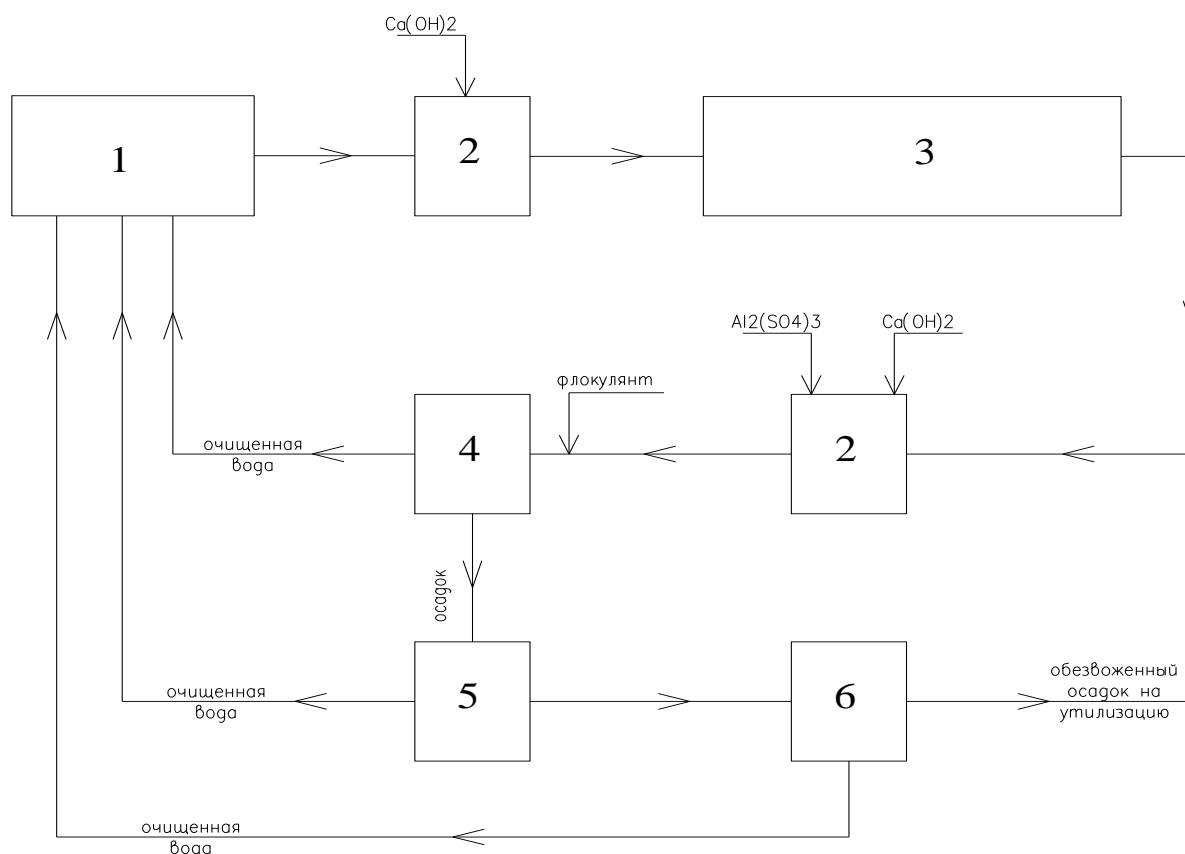 Ca(OH)2
1
2
3
Al2(SO4)3
Ca(OH)2
флокулянт
4
2
очищенная
вода
осадок
5
6
очищенная
вода
обезвоженный
осадок на
утилизацию
очищенная
вода